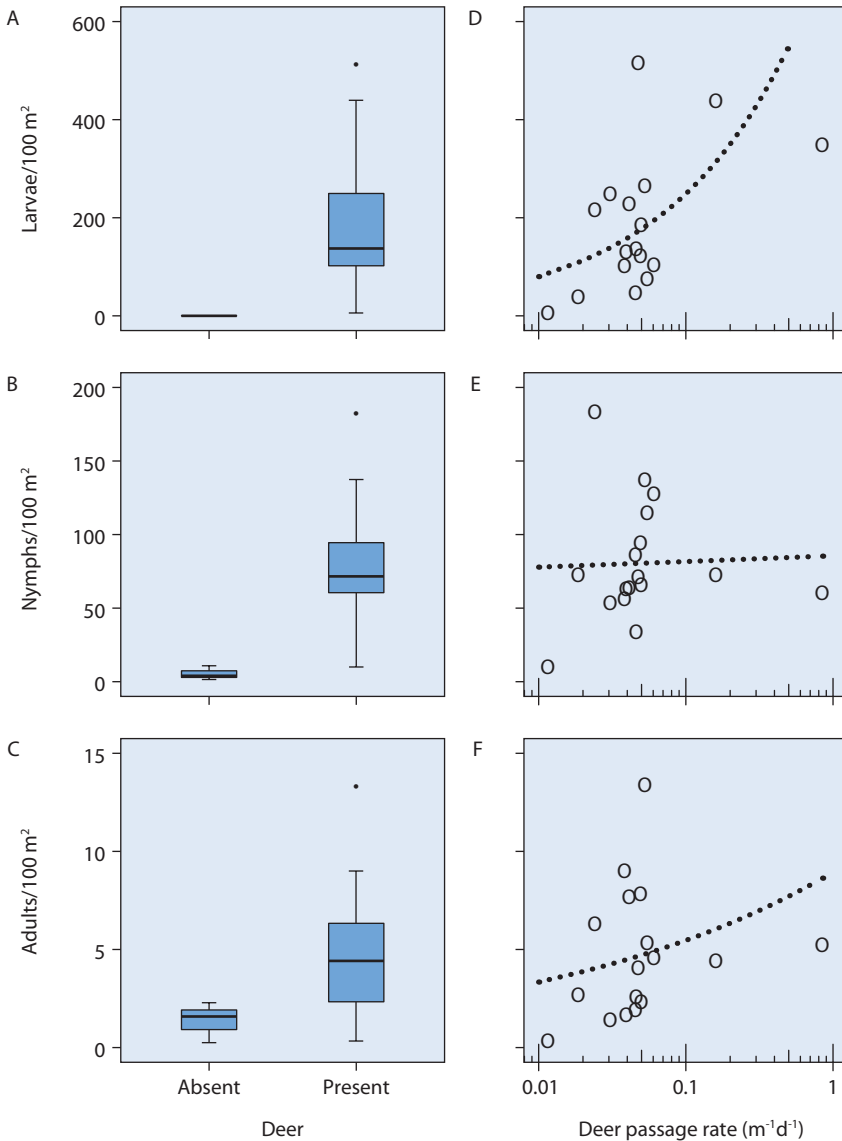 A
600
400
200
0
Larvae/100 m²
D
B
200
150
100
50
0
Nymphs/100 m²
E
C
15
10
5
0
Adults/100 m²
Absent
Present
Deer
F
0.01
0.1
1
Deer passage rate (m⁻¹d⁻¹)